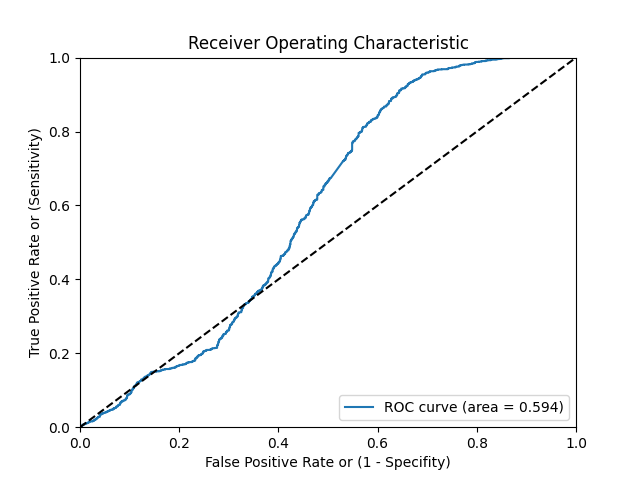 Receiver Operating Characteristic
1.0
0.8
0.6
0.4
0.2
0.0
True Positive Rate or (Sensitivity)
ROC curve (area = 0.594)
0.0 0.2 0.4 0.6 0.8 1.0
False Positive Rate or (1 - Specifity)